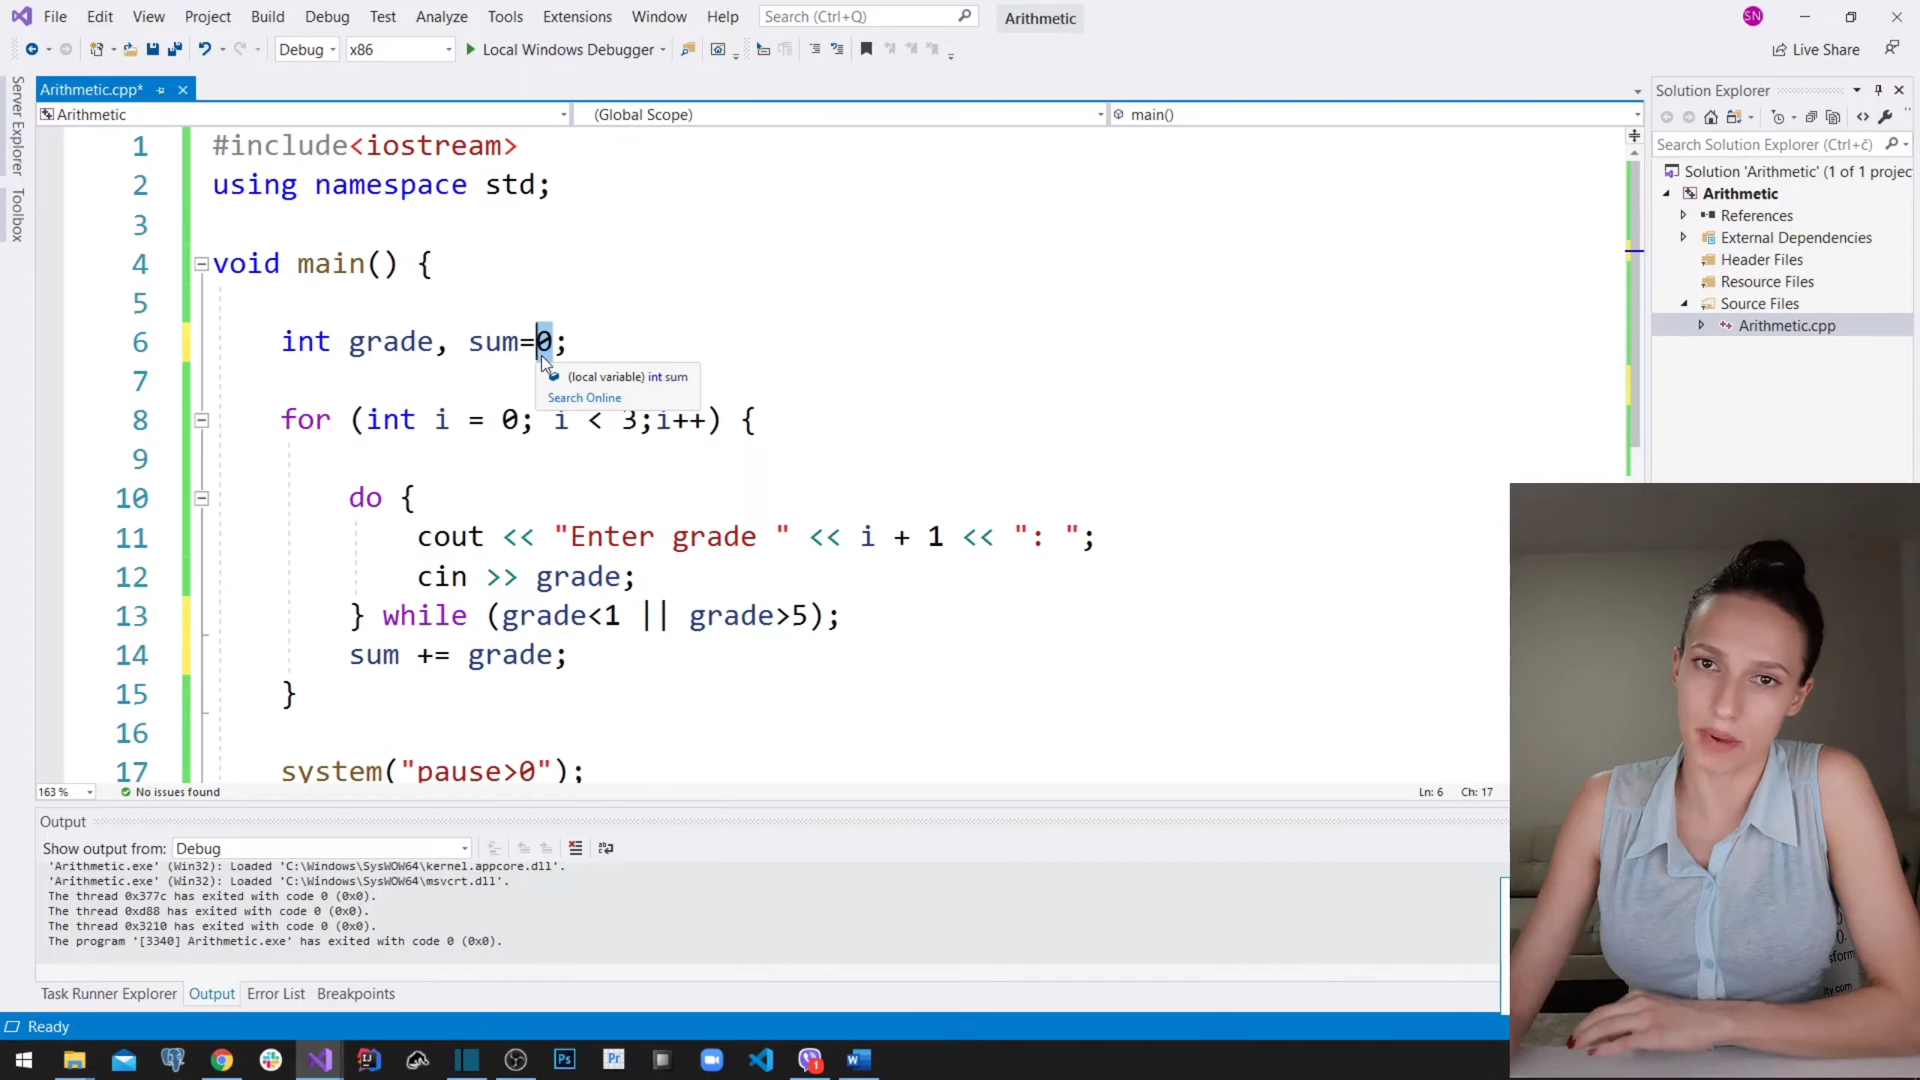 File Edit View Project Build Debug Test Analyze Tools Extensions Window Help Search (Ctrl+Q) Arithmetic SN
Debug x86 Local Windows Debugger Live Share
Server Explorer
Toolbox
Arithmetic.cpp*
Arithmetic (Global Scope) main()
1 #include<iostream>
2 using namespace std;
3
4 void main() {
5
6 int grade, sum=0;
(local variable) int sum
Search Online
7
8 for (int i = 0; i < 3;i++) {
9
10 do {
11 cout << "Enter grade " << i + 1 << ": ";
12 cin >> grade;
13 } while (grade<1 || grade>5);
14 sum += grade;
15 }
16
17 system("pause>0");
163 % No issues found Ln: 6 Ch: 17
Solution Explorer
Search Solution Explorer (Ctrl+č)
Solution 'Arithmetic' (1 of 1 projec
Arithmetic
References
External Dependencies
Header Files
Resource Files
Source Files
Arithmetic.cpp
Output
Show output from: Debug
'Arithmetic.exe' (Win32): Loaded 'C:\Windows\SysWOW64\kernel.appcore.dll'.
'Arithmetic.exe' (Win32): Loaded 'C:\Windows\SysWOW64\msvcrt.dll'.
The thread 0x377c has exited with code 0 (0x0).
The thread 0xd88 has exited with code 0 (0x0).
The thread 0x3210 has exited with code 0 (0x0).
The program '[3340] Arithmetic.exe' has exited with code 0 (0x0).
Task Runner Explorer Output Error List Breakpoints
Ready
Ps Pr 1 W